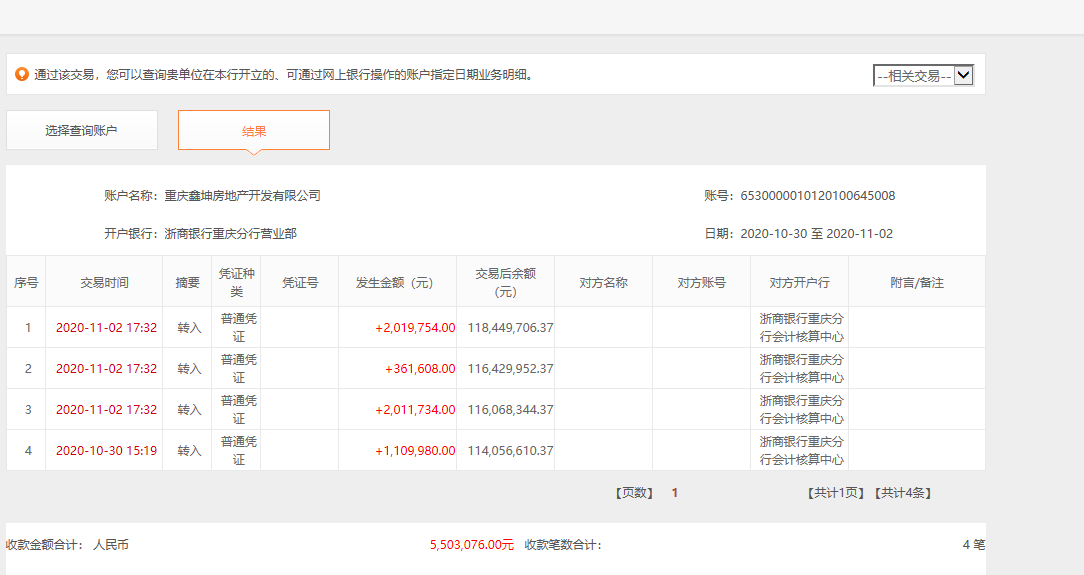 通过该交易，您可以查询贵单位在本行开立的、可通过网上银行操作的账户指定日期业务明细。 --相关交易--
选择查询账户 结果
账户名称：重庆鑫坤房地产开发有限公司 账号：6530000010120100645008
开户银行：浙商银行重庆分行营业部 日期：2020-10-30 至 2020-11-02
序号 交易时间 摘要 凭证种类 凭证号 发生金额（元） 交易后余额（元） 对方名称 对方账号 对方开户行 附言/备注
1 2020-11-02 17:32 转入 普通凭证 +2,019,754.00 118,449,706.37 浙商银行重庆分行会计核算中心
2 2020-11-02 17:32 转入 普通凭证 +361,608.00 116,429,952.37 浙商银行重庆分行会计核算中心
3 2020-11-02 17:32 转入 普通凭证 +2,011,734.00 116,068,344.37 浙商银行重庆分行会计核算中心
4 2020-10-30 15:19 转入 普通凭证 +1,109,980.00 114,056,610.37 浙商银行重庆分行会计核算中心
【页数】 1 【共计1页】【共计4条】
收款金额合计： 人民币 5,503,076.00元 收款笔数合计： 4 笔